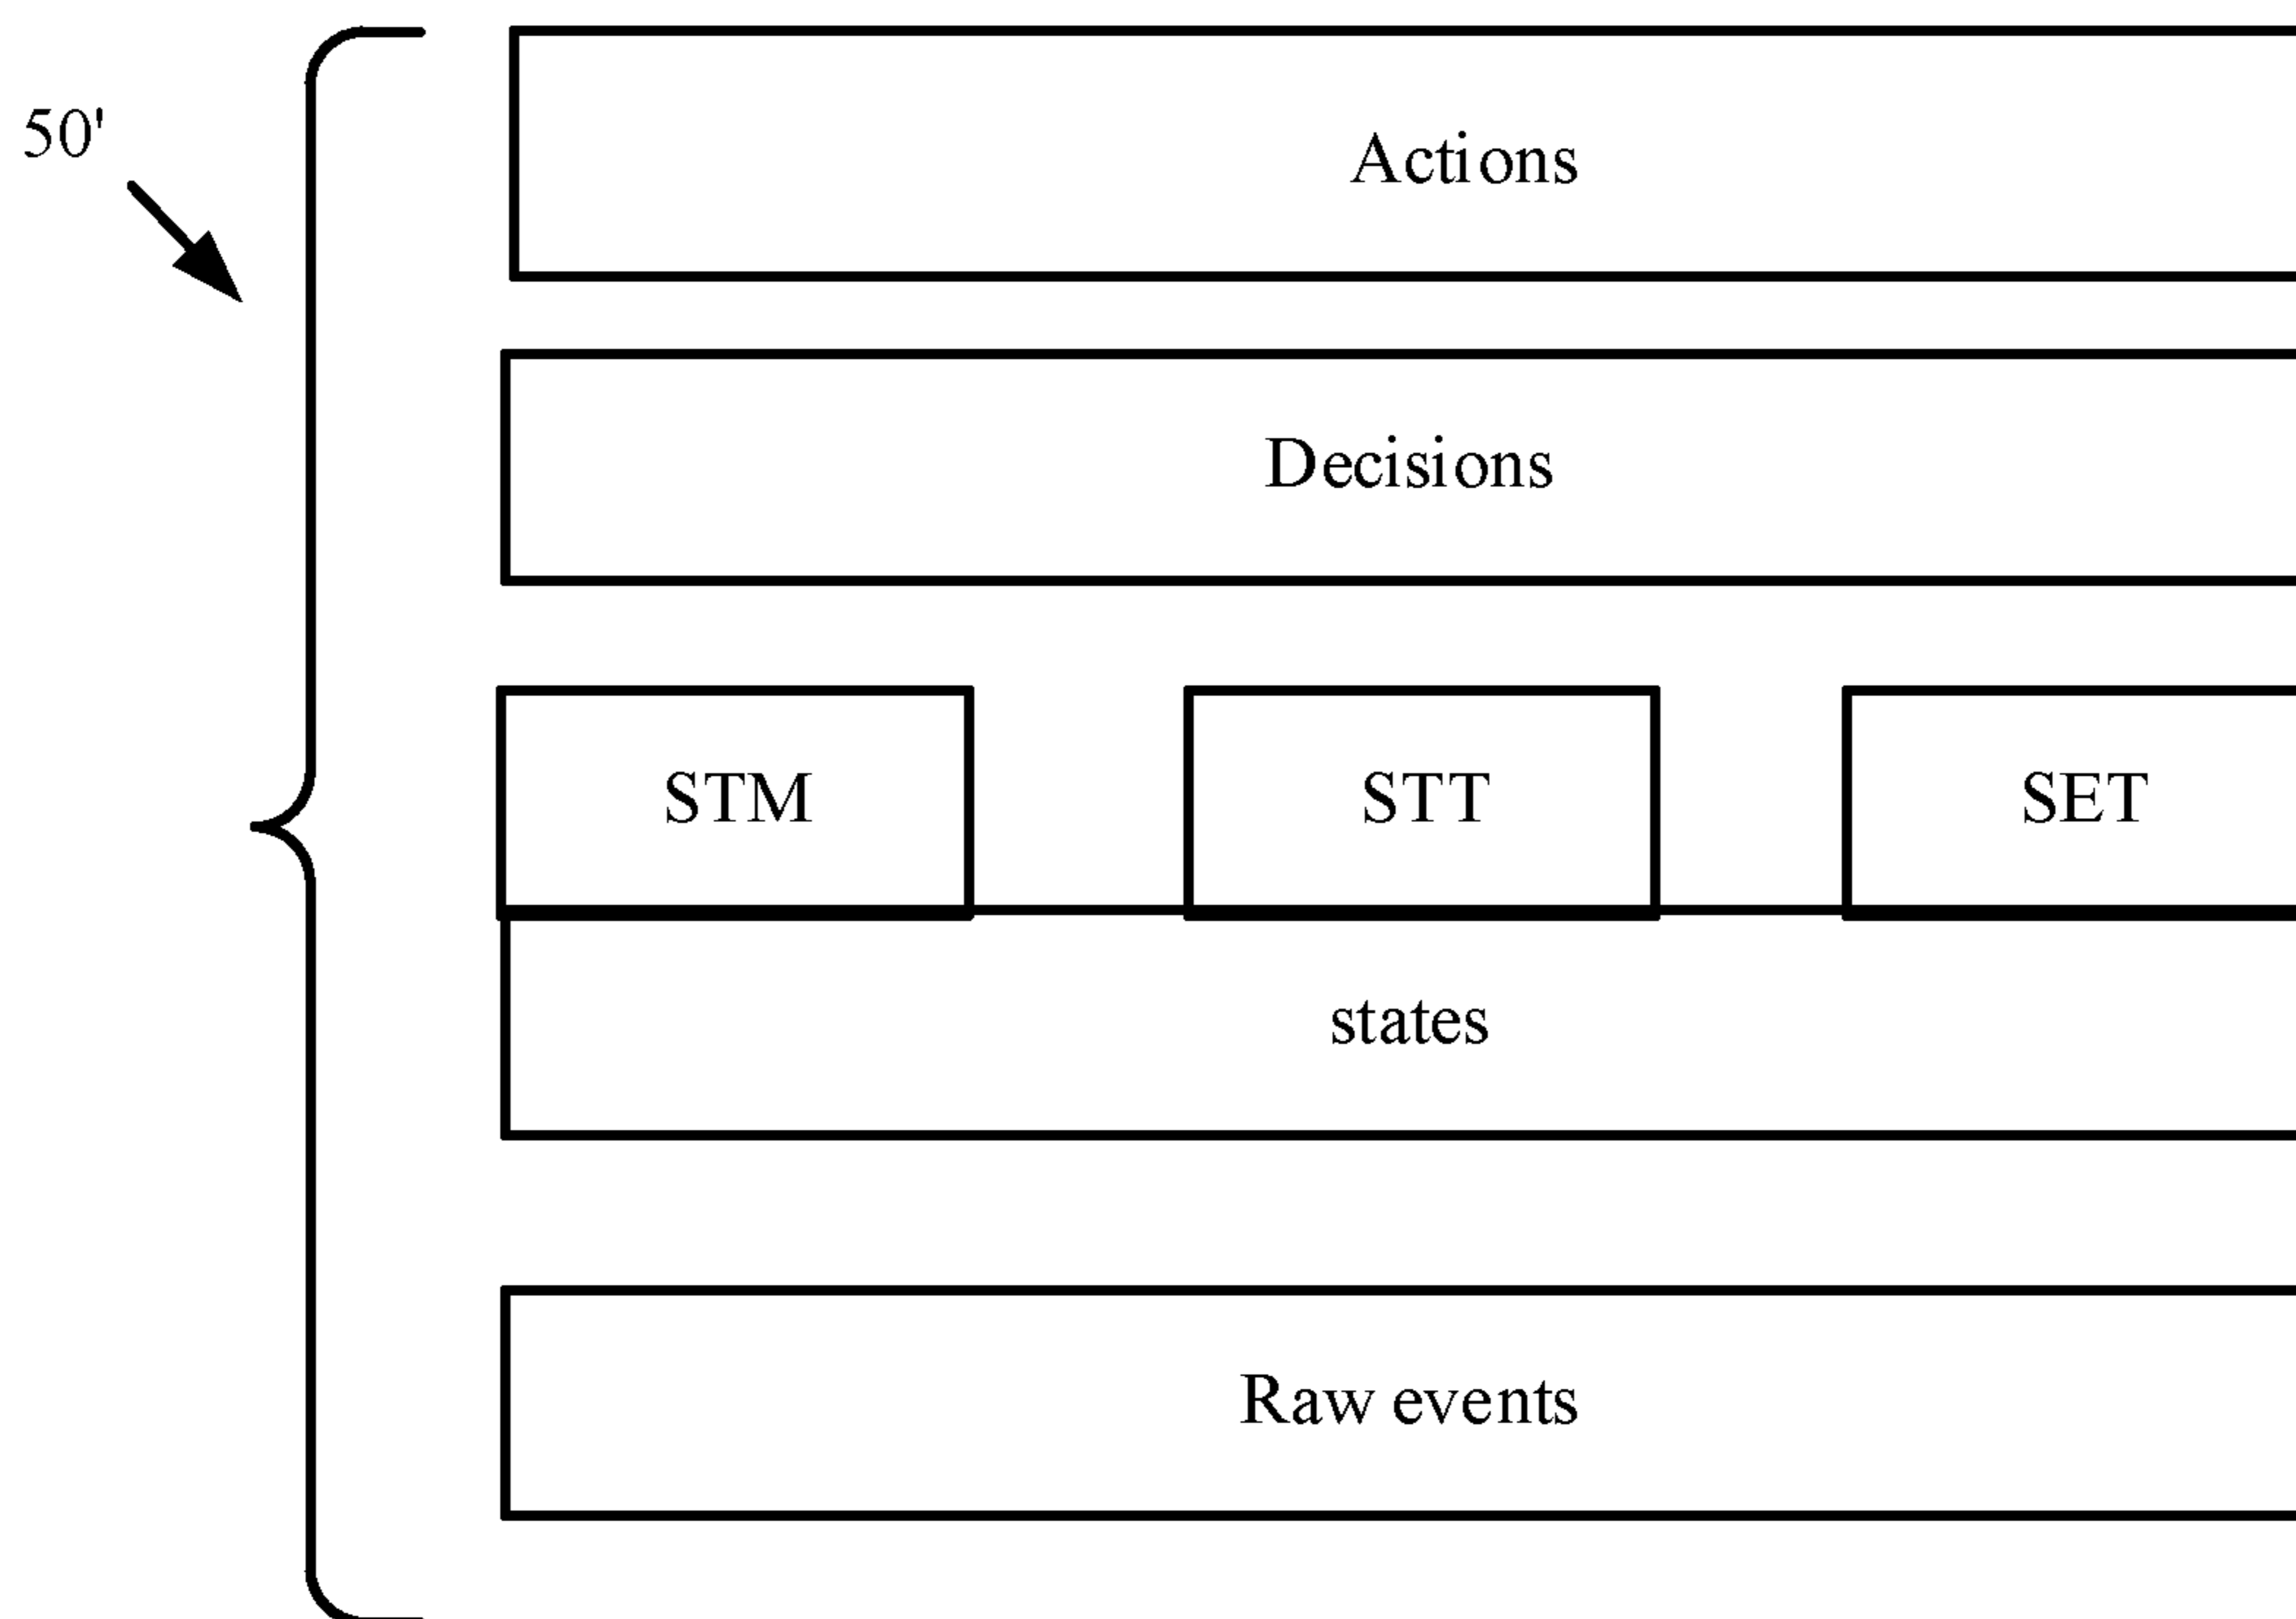 50'
Actions
Decisions
STM STT SET
states
Raw events